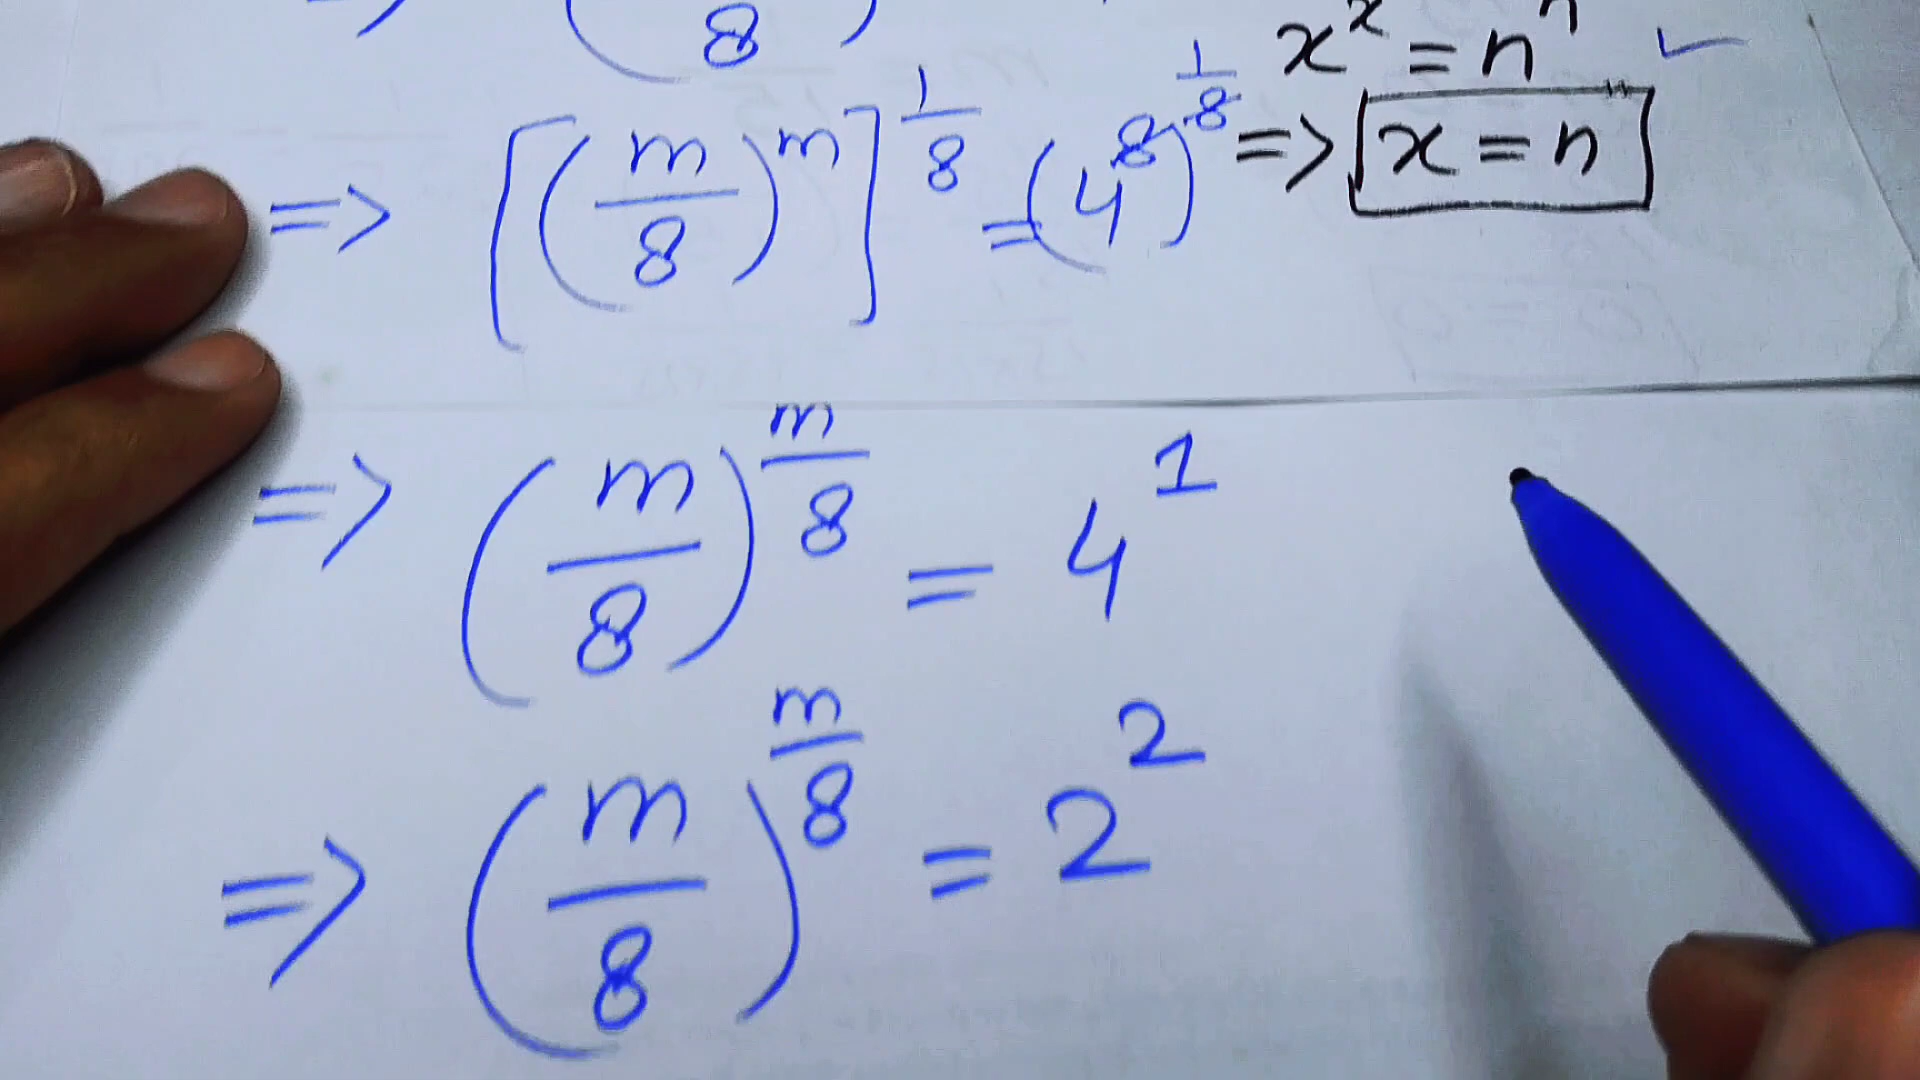 => ( /8 )
x^x = n^n ✓
=> [(m/8)^m]^(1/8) = (4^8)^(1/8)
=> x = n
=> (m/8)^(m/8) = 4^1
=> (m/8)^(m/8) = 2^2